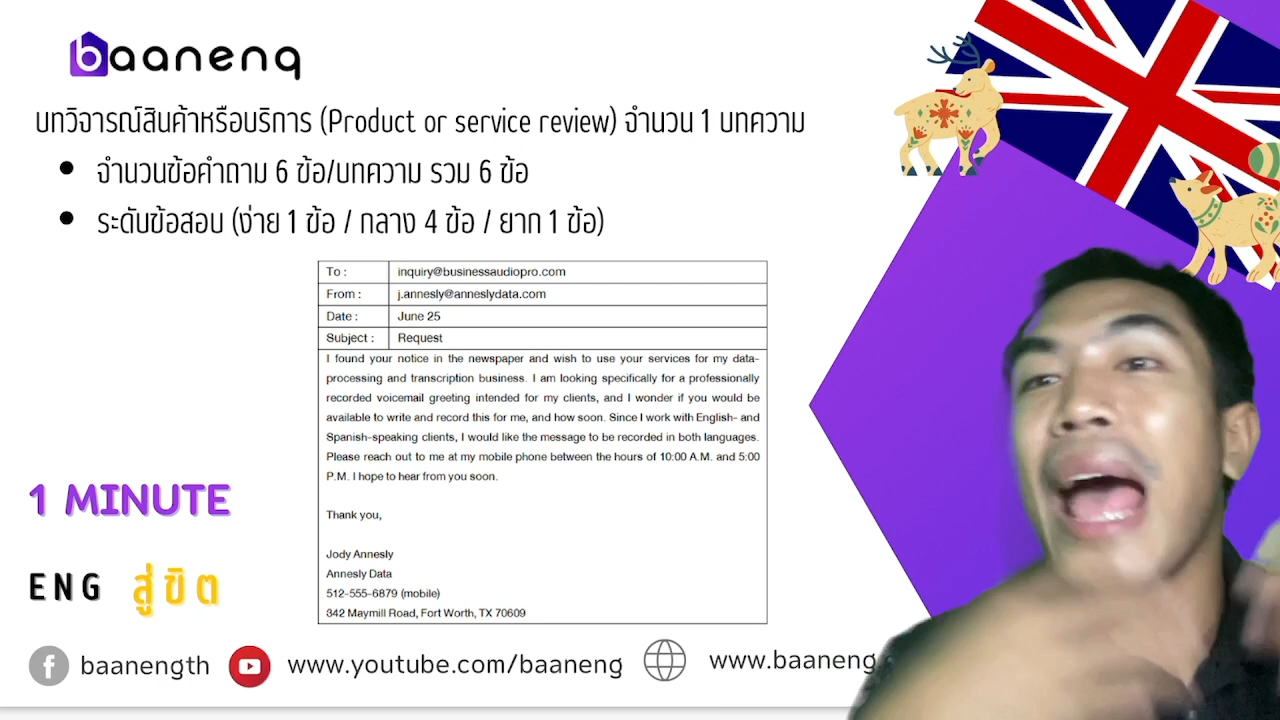 baanenq
บทวิจารณ์สินค้าหรือบริการ (Product or service review) จำนวน 1 บทความ
• จำนวนข้อคำถาม 6 ข้อ/บทความ รวม 6 ข้อ
• ระดับข้อสอบ (ง่าย 1 ข้อ / กลาง 4 ข้อ / ยาก 1 ข้อ)
To : inquiry@businessaudiopro.com
From : j.annesly@anneslydata.com
Date : June 25
Subject : Request
I found your notice in the newspaper and wish to use your services for my data-
processing and transcription business. I am looking specifically for a professionally
recorded voicemail greeting intended for my clients, and I wonder if you would be
available to write and record this for me, and how soon. Since I work with English- and
Spanish-speaking clients, I would like the message to be recorded in both languages.
Please reach out to me at my mobile phone between the hours of 10:00 A.M. and 5:00
P.M. I hope to hear from you soon.
Thank you,
Jody Annesly
Annesly Data
512-555-6879 (mobile)
342 Maymill Road, Fort Worth, TX 70609
1 MINUTE
ENG สู่ขิต
baanength
www.youtube.com/baaneng
www.baaneng.